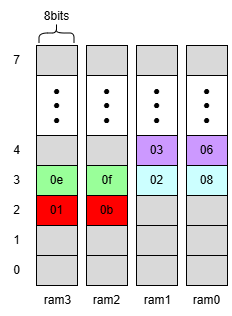 8bits
7
4 03 06
3 0e 0f 02 08
2 01 0b
1
0
ram3 ram2 ram1 ram0